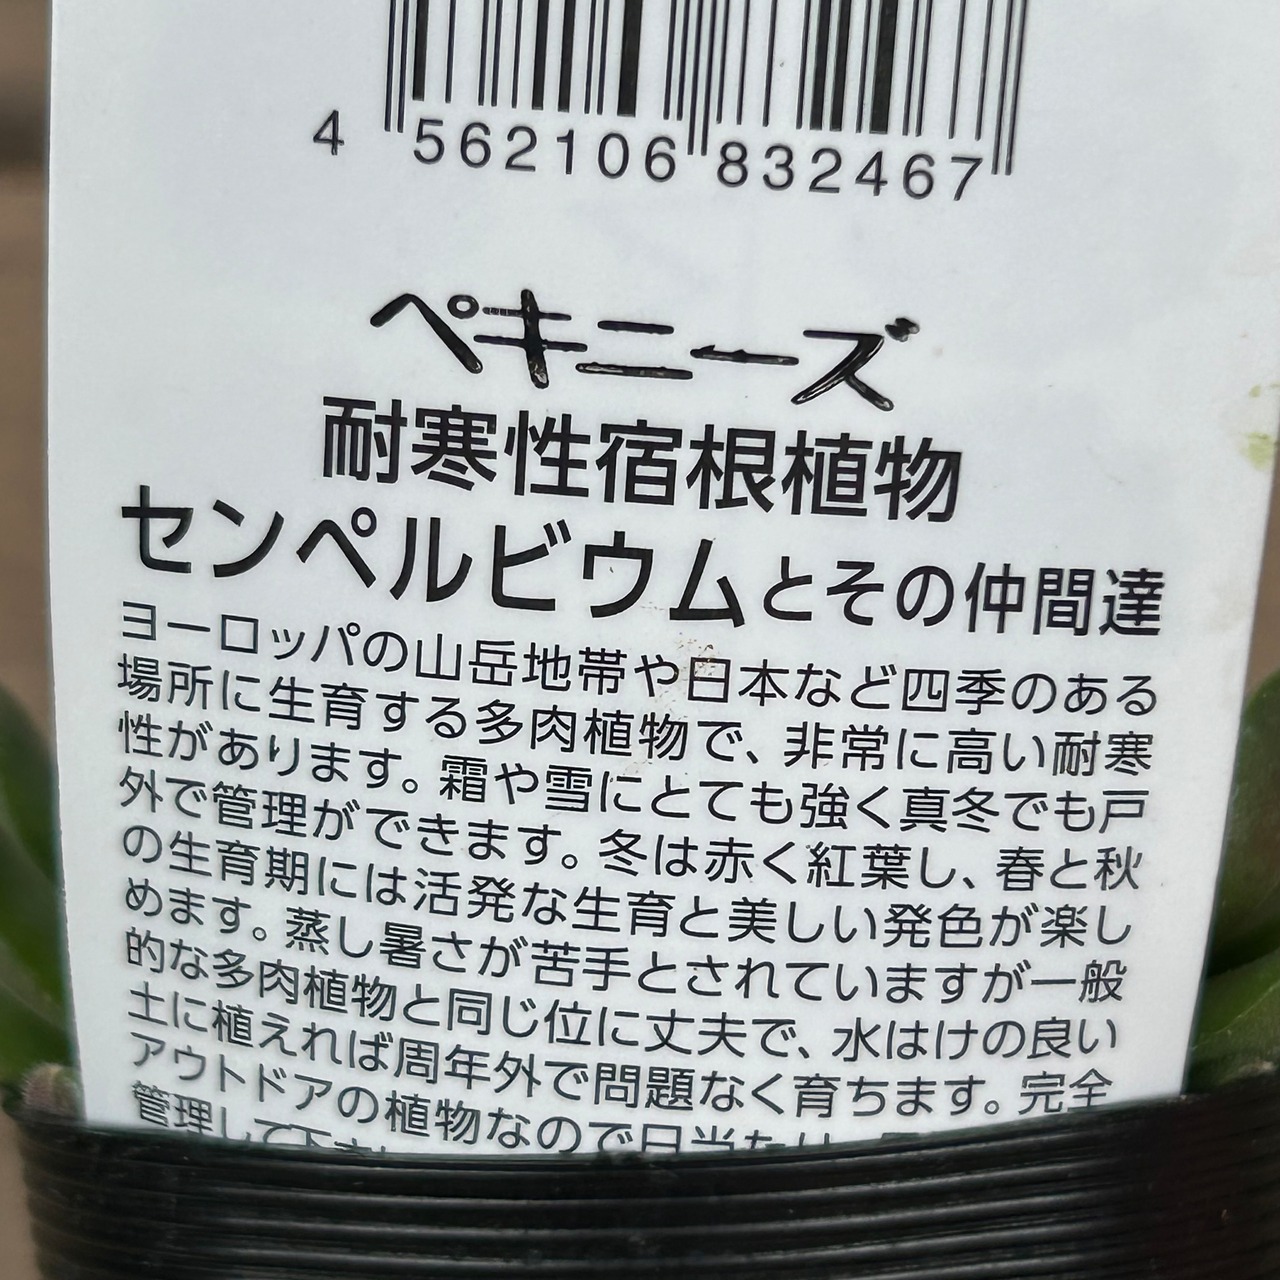 4 562106 832467
ペキニーズ
耐寒性宿根植物
センペルビウムとその仲間達
ヨーロッパの山岳地帯や日本など四季のある
場所に生育する多肉植物で、非常に高い耐寒
性があります。霜や雪にとても強く真冬でも戸
外で管理ができます。冬は赤く紅葉し、春と秋
の生育期には活発な生育と美しい発色が楽し
めます。蒸し暑さが苦手とされていますが一般
的な多肉植物と同じ位に丈夫で、水はけの良い
土に植えれば周年外で問題なく育ちます。完全
アウトドアの植物なので日当たり
管理して下さ